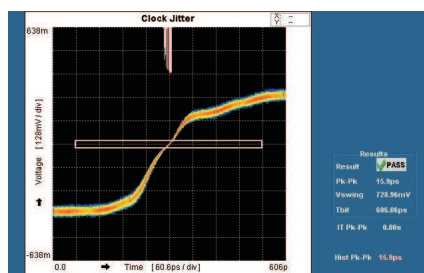 Clock Jitter
X: --
Y: --
638m
Voltage [128mV / div]
-638m
0.0
Time [60.6ps / div]
606p
Results
Result PASS
Pk-Pk 15.9ps
Vswing 728.96mV
Tbit 606.06ps
IT Pk-Pk 0.00s
Hist Pk-Pk 15.9ps